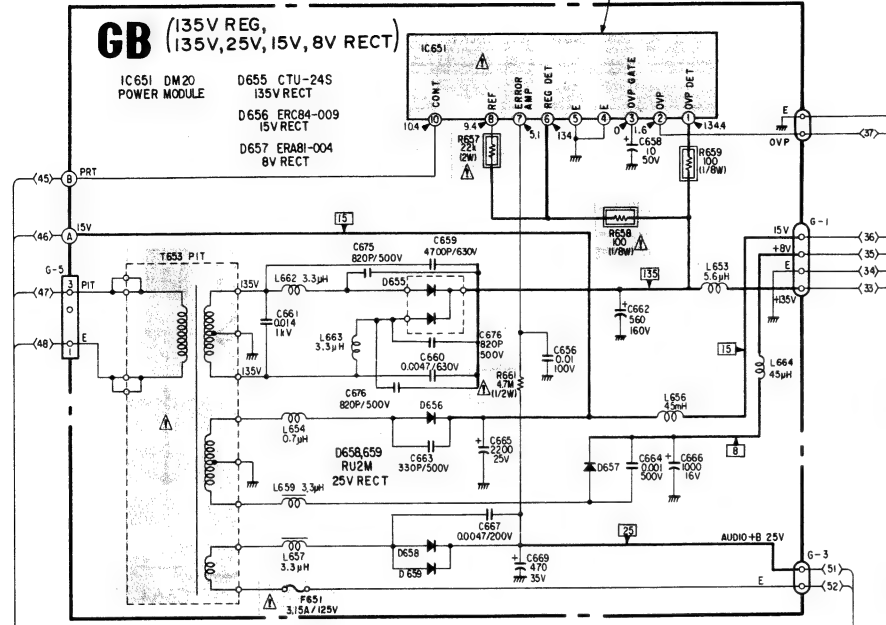 GB
(135V REG,
(135V,25V,15V,8V RECT)
IC651 DM20
POWER MODULE
D655 CTU-24S
135V RECT
D656 ERC84-009
15V RECT
D657 ERA81-004
8V RECT
IC651
CONT
REF
ERROR AMP
REG DET
E
E
OVP GATE
OVP
OVP DET
10
8
7
6
5
4
3
2
1
10.4
9.4
5.1
134
0
1.6
134.4
R657
22k
(2W)
C658
10
50V
R659
100
(1/8W)
R658
100
(1/8W)
E
OVP
37
45
B
PRT
46
A
15V
15
G-5
T653 PIT
47
3
PIT
48
1
E
135V
L662 3.3μH
C675
820P/500V
C659
4700P/630V
D655
C661
0.014
1kV
L663
3.3μH
C676
820P
500V
C660
0.0047/630V
C676
820P/500V
135V
R661
4.7M
(1/2W)
C656
0.01
100V
135
C662
560
160V
L653
5.6μH
G-1
15V
+8V
E
+135V
36
35
34
33
15
L664
45μH
L656
45mH
8
L654
0.7μH
D656
C663
330P/500V
C665
2200
25V
D658,659
RU2M
25V RECT
L659 3.3μH
D657
C664
0.001
500V
C666
1000
16V
C667
0.0047/200V
L657
3.3μH
D658
D659
C669
470
35V
25
AUDIO+B 25V
G-3
51
52
E
F651
3.15A/125V